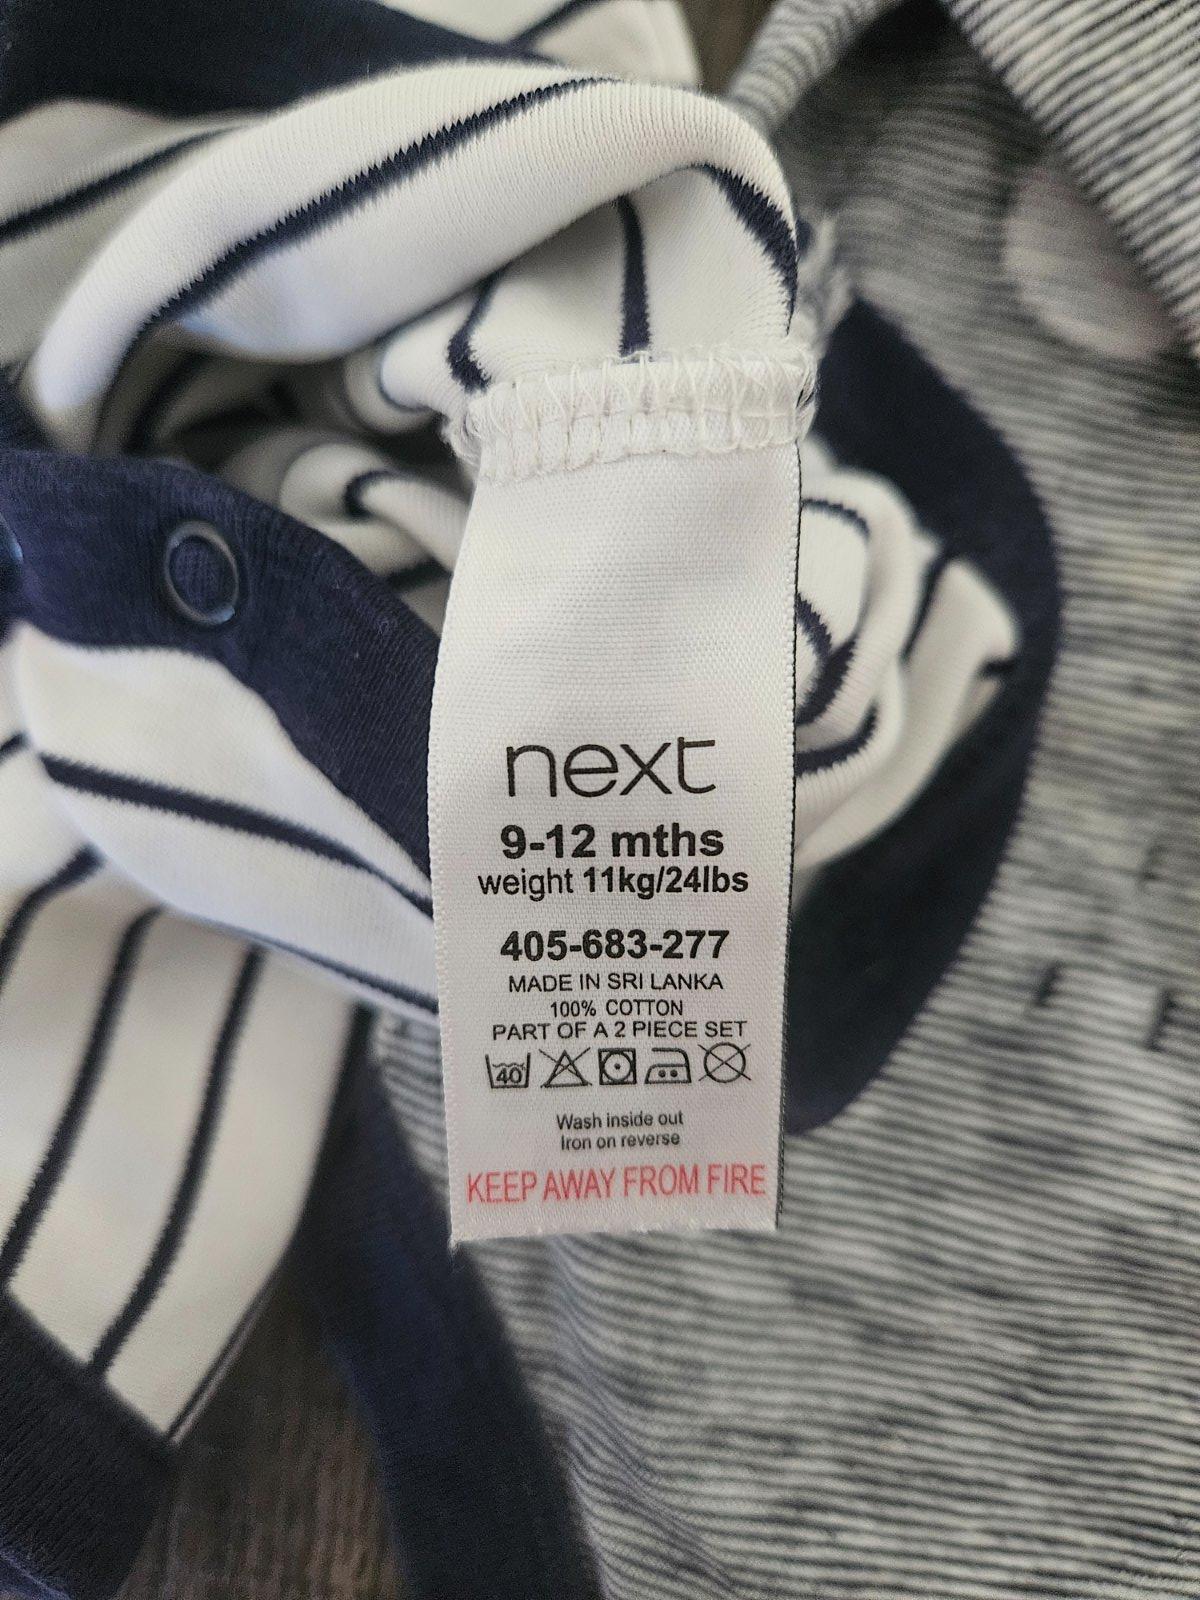 next
9-12 mths
weight 11kg/24lbs
405-683-277
MADE IN SRI LANKA
100% COTTON
PART OF A 2 PIECE SET
40
Wash inside out
Iron on reverse
KEEP AWAY FROM FIRE